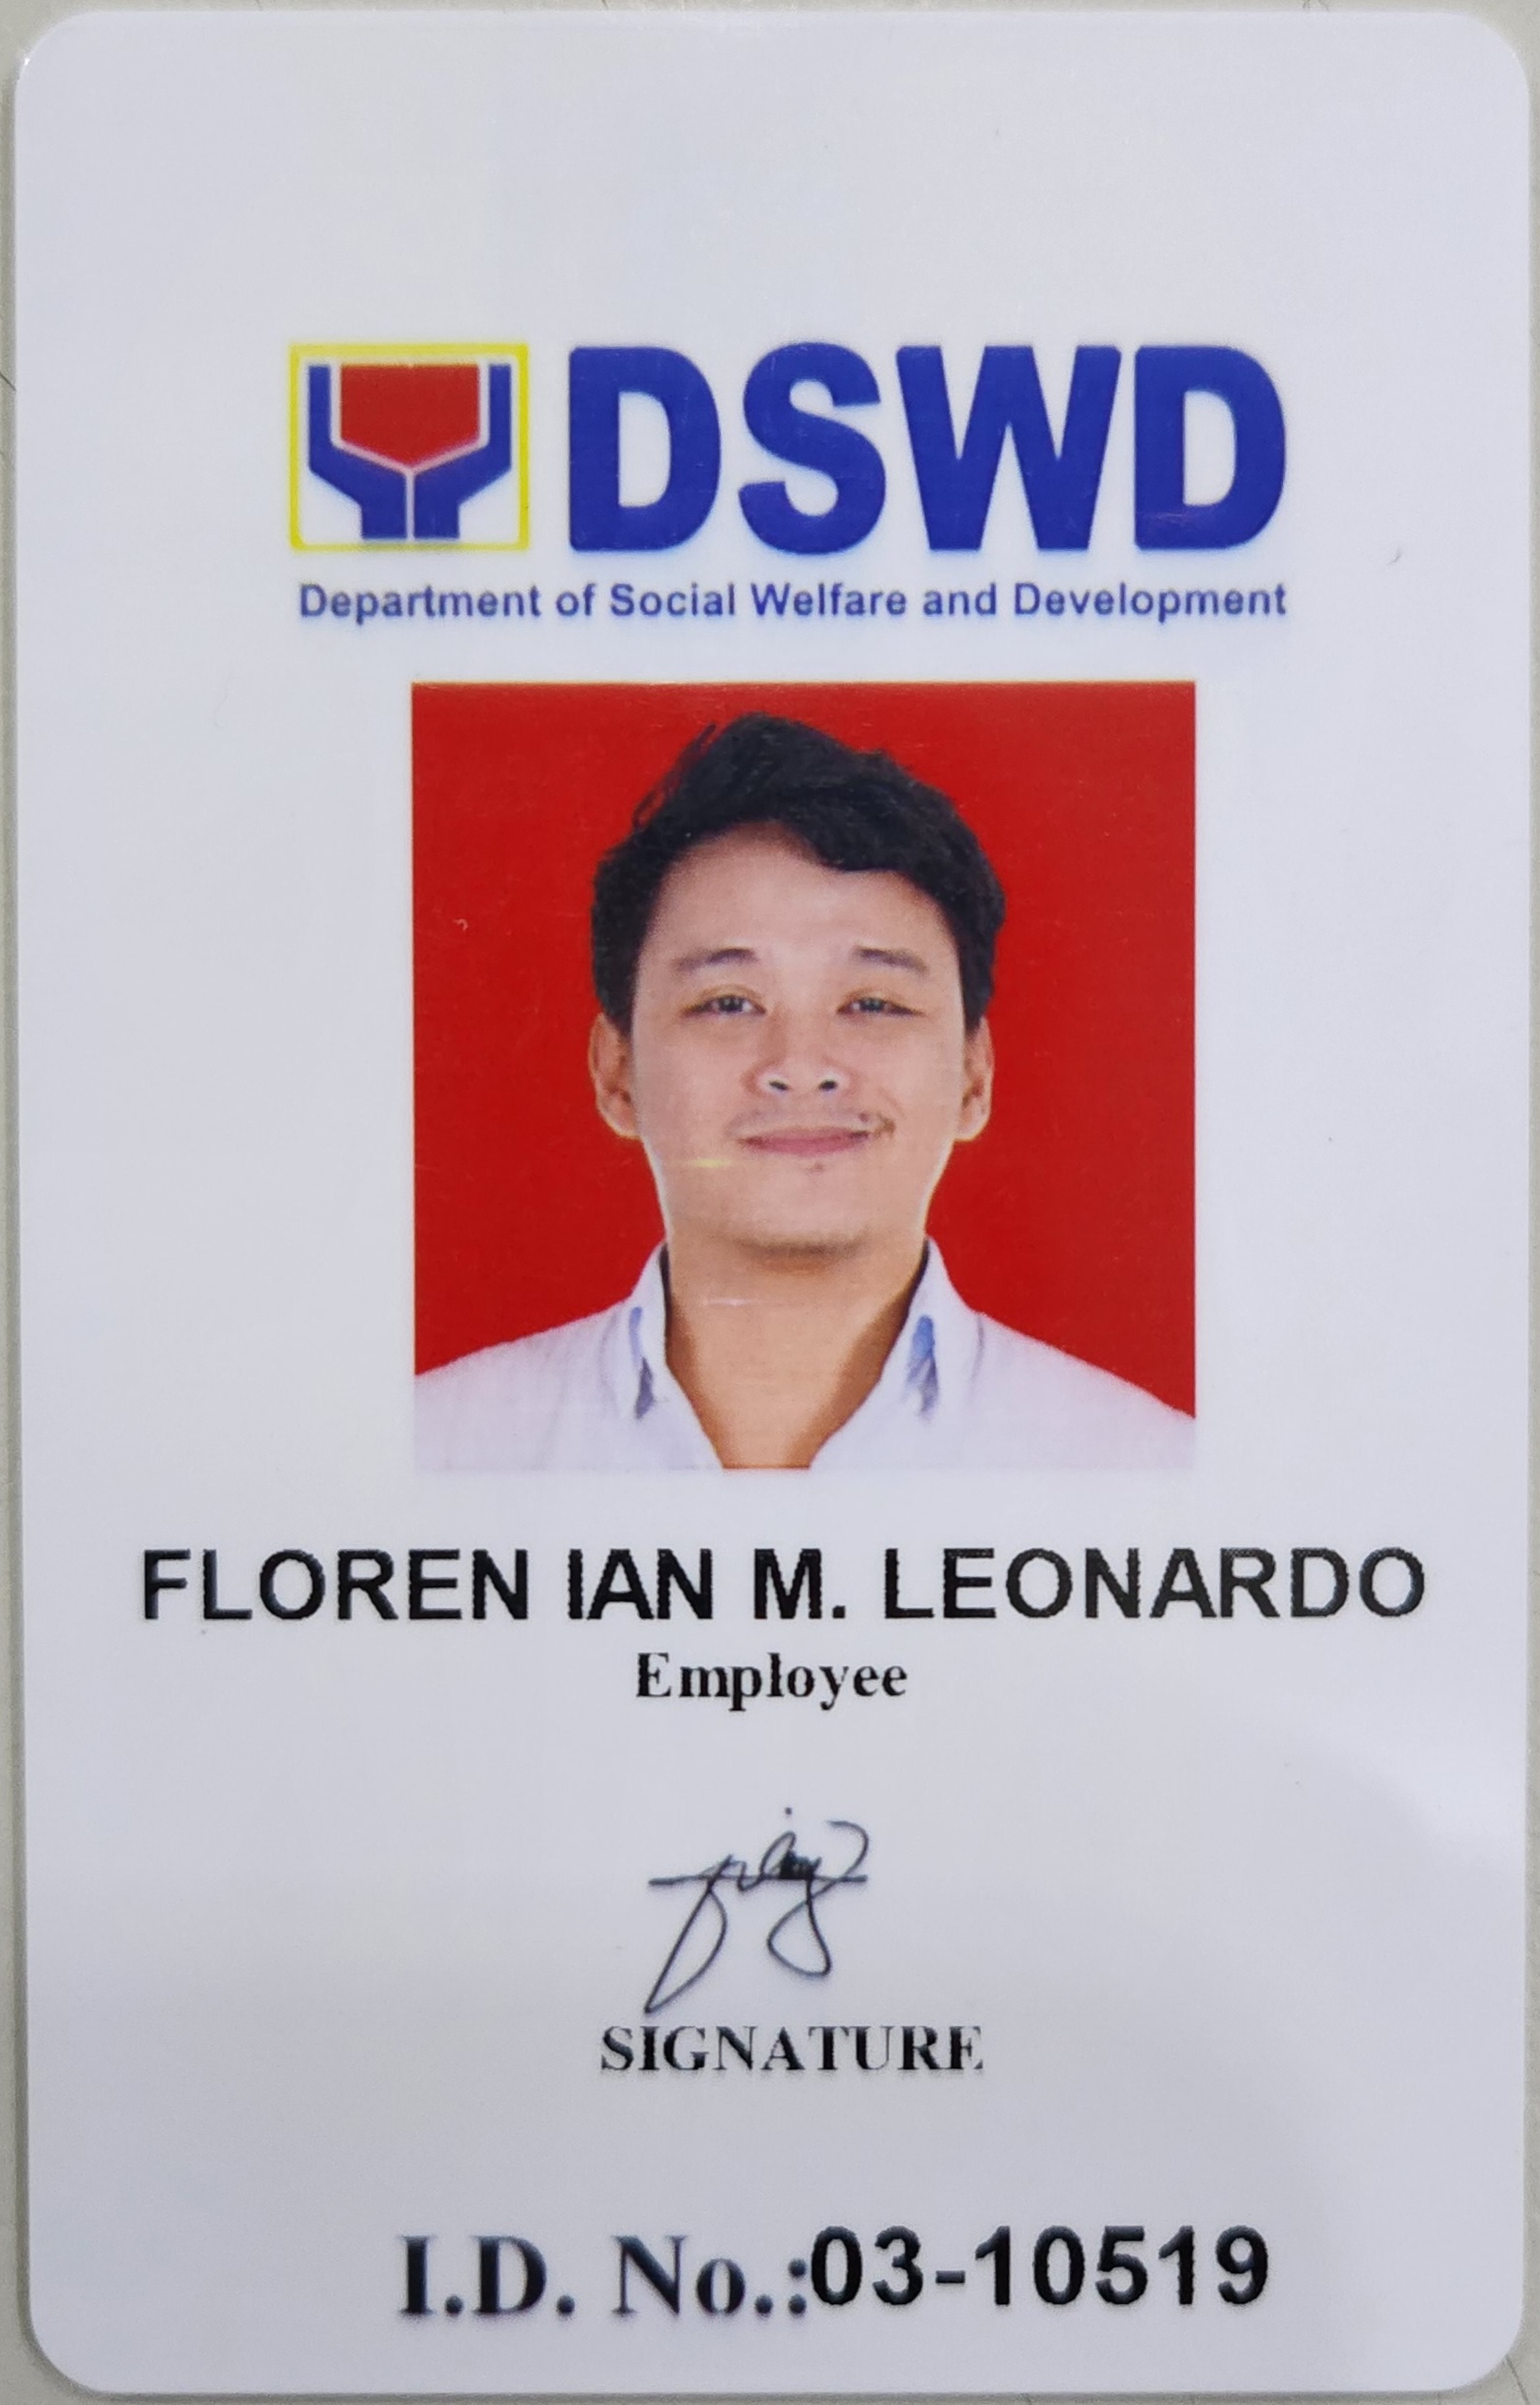 DSWD
Department of Social Welfare and Development
FLOREN IAN M. LEONARDO
Employee
SIGNATURE
I.D. No.:03-10519